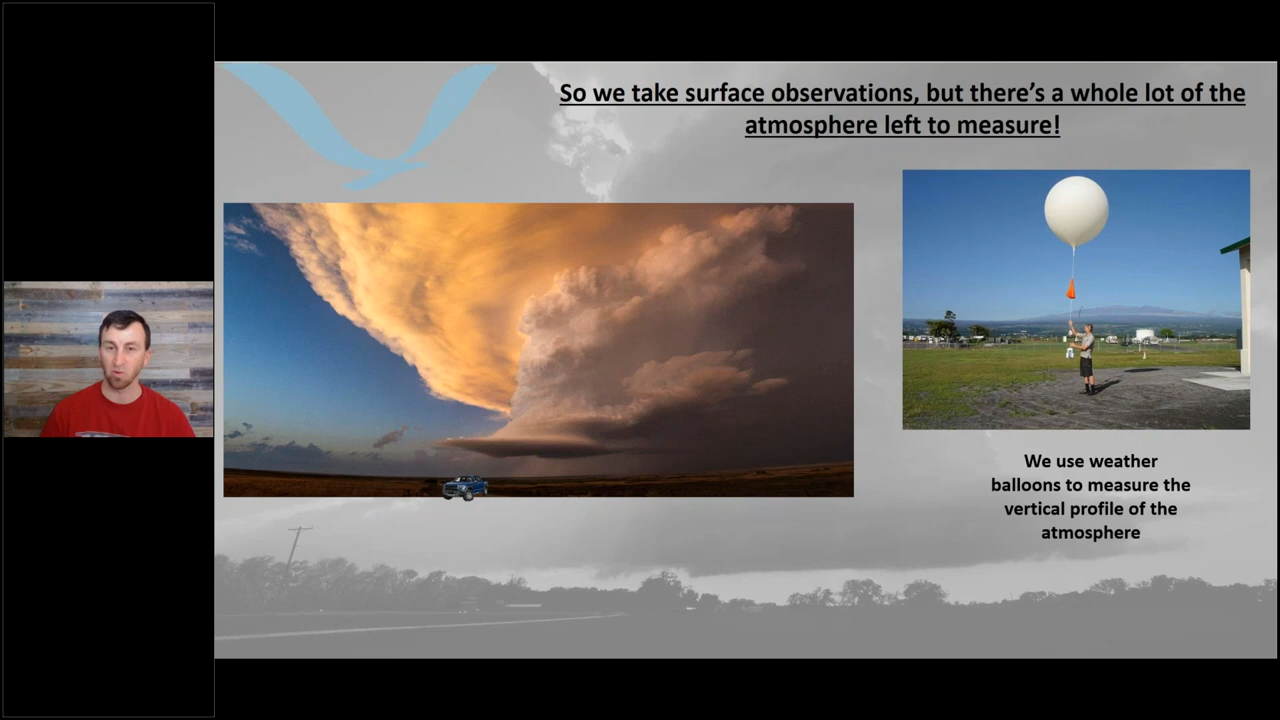 So we take surface observations, but there's a whole lot of the
atmosphere left to measure!
We use weather
balloons to measure the
vertical profile of the
atmosphere